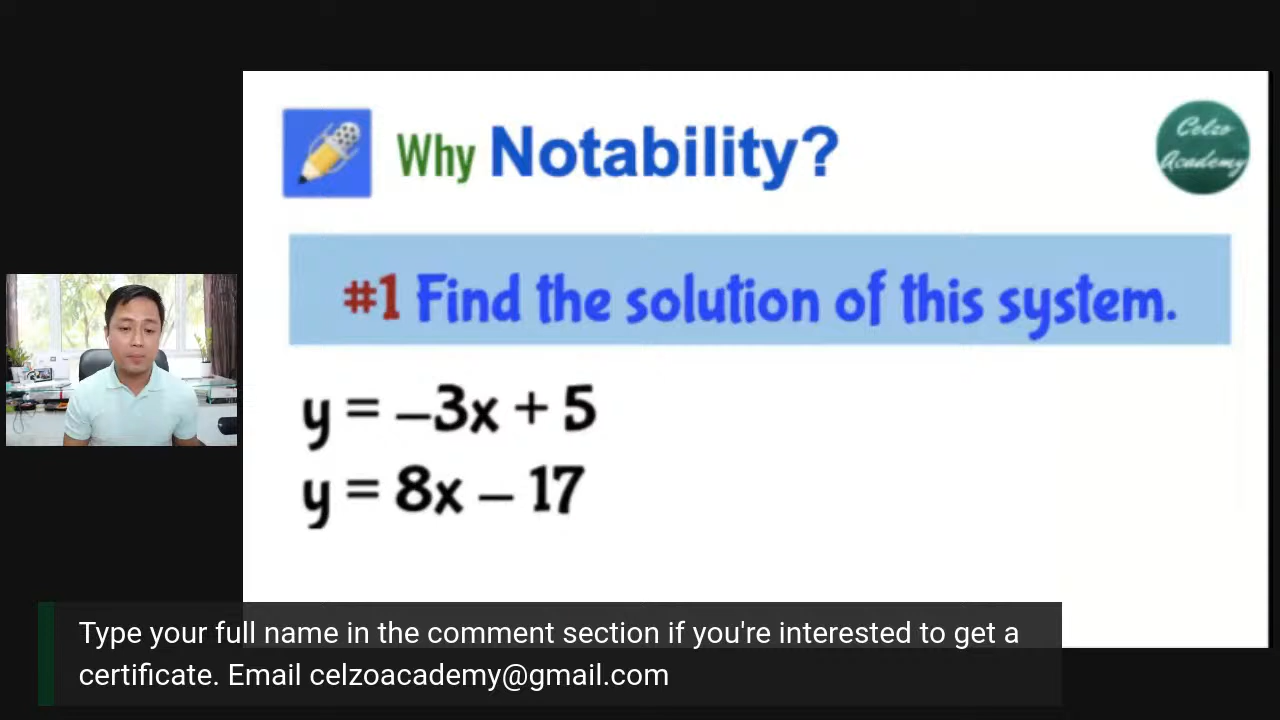 Why Notability?
Celzo
Academy
#1 Find the solution of this system.
y = –3x + 5
y = 8x – 17
Type your full name in the comment section if you're interested to get a
certificate. Email celzoacademy@gmail.com